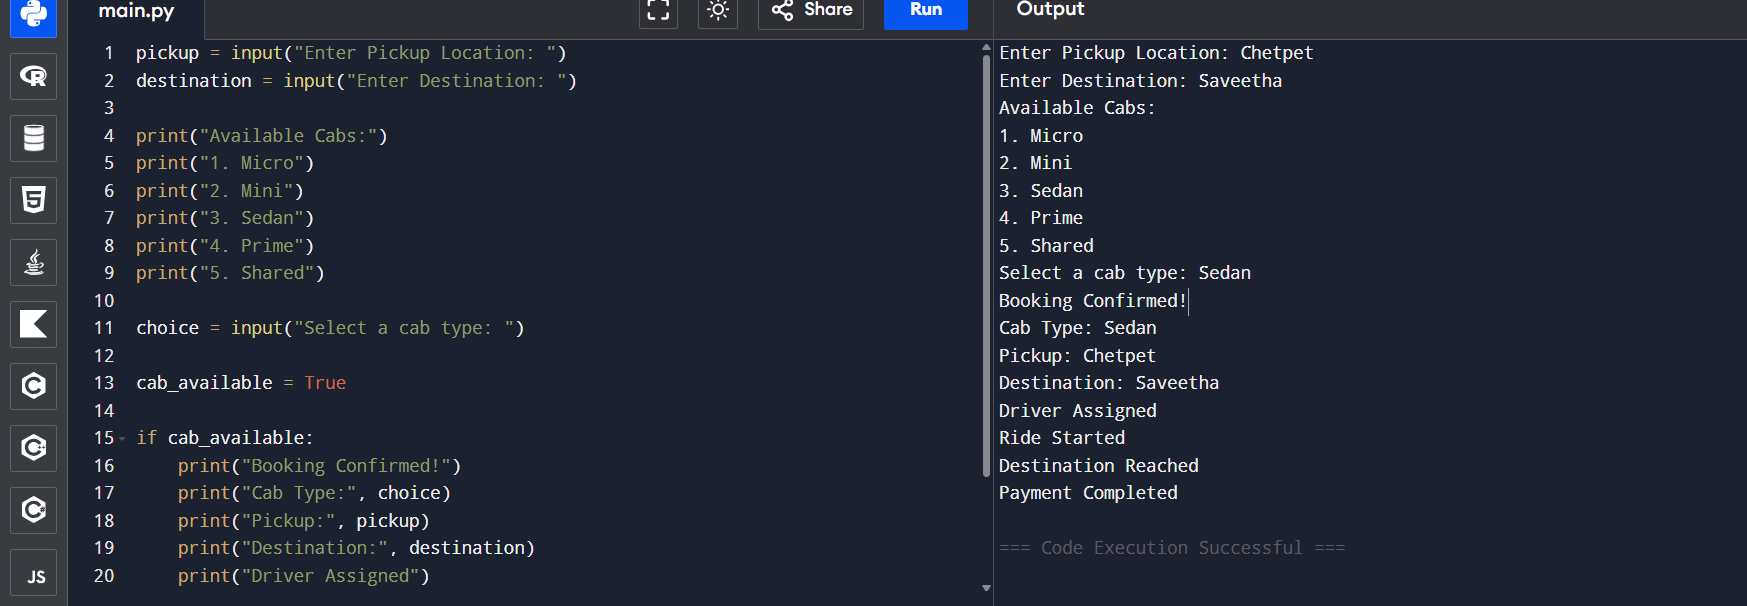 main.py
Share
Run
Output
1 pickup = input("Enter Pickup Location: ")
2 destination = input("Enter Destination: ")
3
4 print("Available Cabs:")
5 print("1. Micro")
6 print("2. Mini")
7 print("3. Sedan")
8 print("4. Prime")
9 print("5. Shared")
10
11 choice = input("Select a cab type: ")
12
13 cab_available = True
14
15 if cab_available:
16     print("Booking Confirmed!")
17     print("Cab Type:", choice)
18     print("Pickup:", pickup)
19     print("Destination:", destination)
20     print("Driver Assigned")
Enter Pickup Location: Chetpet
Enter Destination: Saveetha
Available Cabs:
1. Micro
2. Mini
3. Sedan
4. Prime
5. Shared
Select a cab type: Sedan
Booking Confirmed!
Cab Type: Sedan
Pickup: Chetpet
Destination: Saveetha
Driver Assigned
Ride Started
Destination Reached
Payment Completed
=== Code Execution Successful ===
R
5
C
C
C
JS